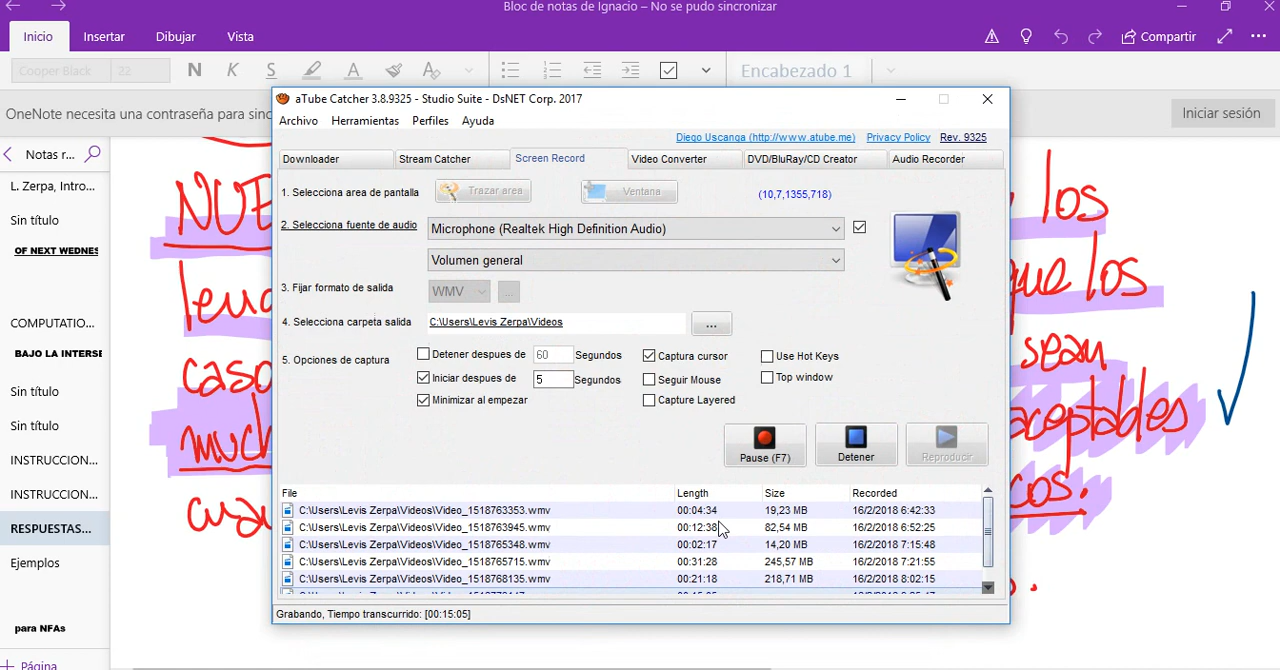 Bloc de notas de Ignacio – No se pudo sincronizar
Inicio Insertar Dibujar Vista Compartir
Cooper Black 22 N K S A Encabezado 1
OneNote necesita una contraseña para sinc Iniciar sesión
aTube Catcher 3.8.9325 - Studio Suite - DsNET Corp. 2017
Archivo Herramientas Perfiles Ayuda
Diego Uscanga (http://www.atube.me) Privacy Policy Rev. 9325
Downloader Stream Catcher Screen Record Video Converter DVD/BluRay/CD Creator Audio Recorder
1. Selecciona area de pantalla Trazar area Ventana (10,7,1355,718)
2. Selecciona fuente de audio Microphone (Realtek High Definition Audio)
Volumen general
3. Fijar formato de salida WMV ...
4. Selecciona carpeta salida C:\Users\Levis Zerpa\Videos ...
5. Opciones de captura Detener despues de 60 Segundos Captura cursor Use Hot Keys
Iniciar despues de 5 Segundos Seguir Mouse Top window
Minimizar al empezar Capture Layered
Pause (F7) Detener Reproducir
File Length Size Recorded
C:\Users\Levis Zerpa\Videos\Video_1518763353.wmv 00:04:34 19,23 MB 16/2/2018 6:42:33
C:\Users\Levis Zerpa\Videos\Video_1518763945.wmv 00:12:38 82,54 MB 16/2/2018 6:52:25
C:\Users\Levis Zerpa\Videos\Video_1518765348.wmv 00:02:17 14,20 MB 16/2/2018 7:15:48
C:\Users\Levis Zerpa\Videos\Video_1518765715.wmv 00:31:28 245,57 MB 16/2/2018 7:21:55
C:\Users\Levis Zerpa\Videos\Video_1518768135.wmv 00:21:18 218,71 MB 16/2/2018 8:02:15
Grabando, Tiempo transcurrido: [00:15:05]
Notas r...
L. Zerpa, Intro...
Sin título
OF NEXT WEDNES
COMPUTATIO...
BAJO LA INTERSE
Sin título
Sin título
INSTRUCCION...
INSTRUCCION...
RESPUESTAS...
Ejemplos
para NFAs
Página
NUE los
leng que los
caso sean
much aceptables
cua cos.